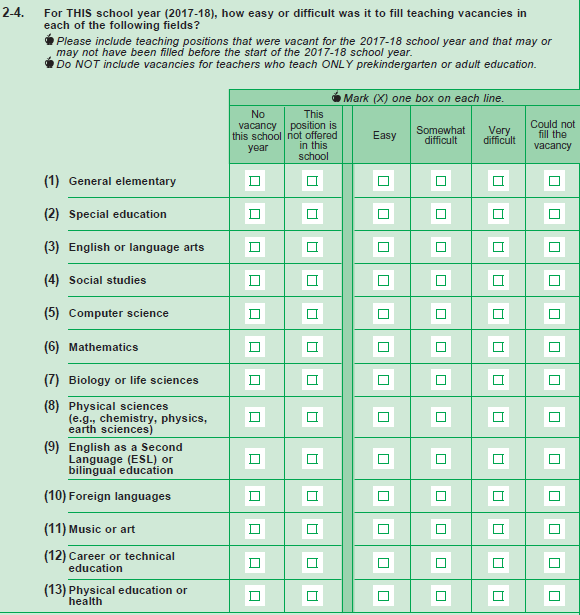 2-4. For THIS school year (2017-18), how easy or difficult was it to fill teaching vacancies in
each of the following fields?
Please include teaching positions that were vacant for the 2017-18 school year and that may or
may not have been filled before the start of the 2017-18 school year.
Do NOT include vacancies for teachers who teach ONLY prekindergarten or adult education.
Mark (X) one box on each line.
No
vacancy
this school
year
This
position is
not offered
in this
school
Easy
Somewhat
difficult
Very
difficult
Could not
fill the
vacancy
(1) General elementary
(2) Special education
(3) English or language arts
(4) Social studies
(5) Computer science
(6) Mathematics
(7) Biology or life sciences
(8) Physical sciences
(e.g., chemistry, physics,
earth sciences)
(9) English as a Second
Language (ESL) or
bilingual education
(10) Foreign languages
(11) Music or art
(12) Career or technical
education
(13) Physical education or
health